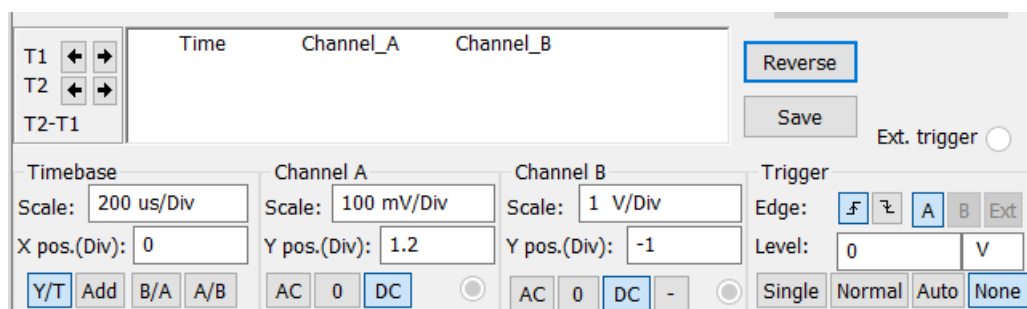 Time Channel_A Channel_B
T1
T2
T2-T1
Reverse
Save
Ext. trigger
Timebase
Scale: 200 us/Div
X pos.(Div): 0
Y/T Add B/A A/B
Channel A
Scale: 100 mV/Div
Y pos.(Div): 1.2
AC 0 DC
Channel B
Scale: 1 V/Div
Y pos.(Div): -1
AC 0 DC -
Trigger
Edge: A B Ext
Level: 0 V
Single Normal Auto None